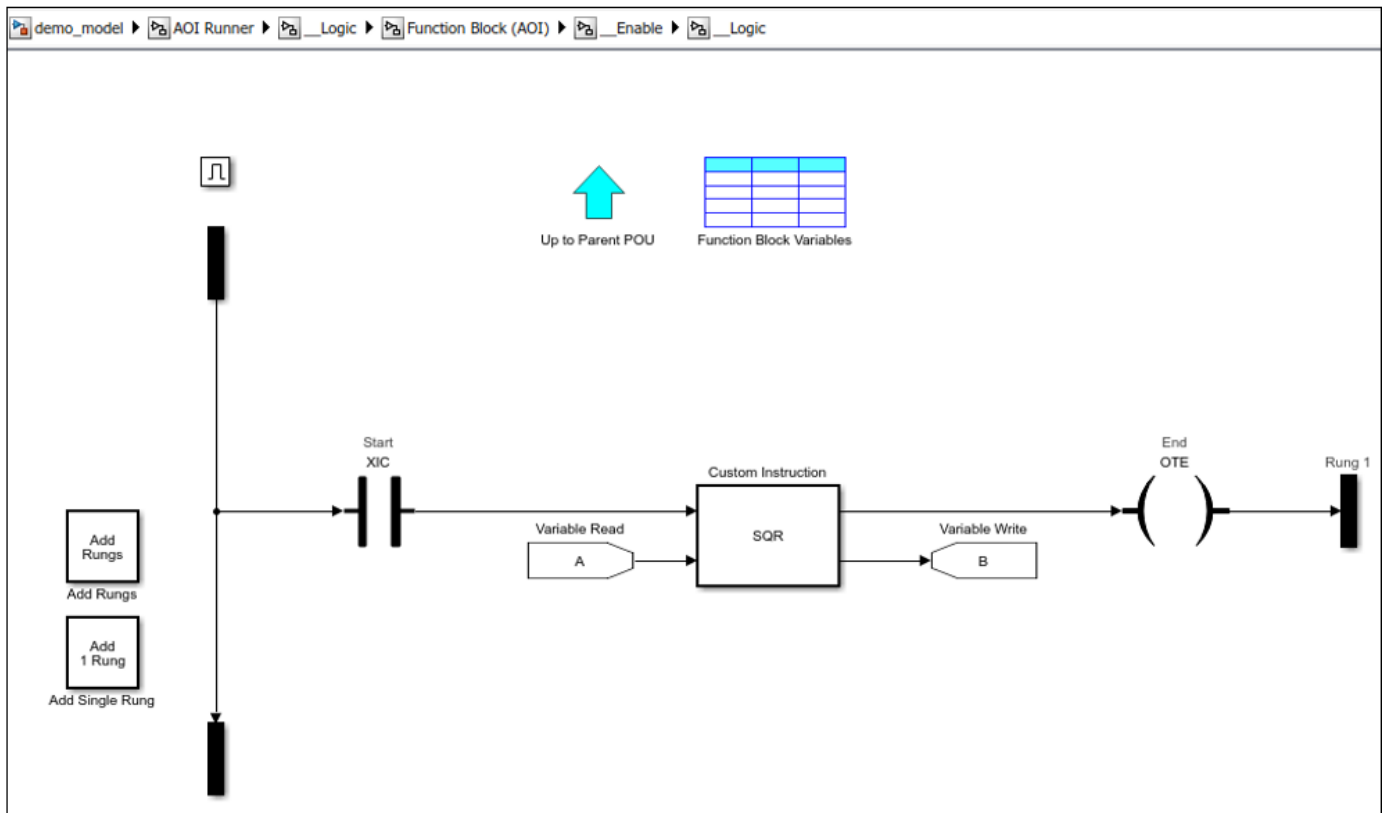 demo_model AOI Runner __Logic Function Block (AOI) __Enable __Logic
Up to Parent POU
Function Block Variables
Start
XIC
Custom Instruction
SQR
Variable Read
A
Variable Write
B
End
OTE
Rung 1
Add
Rungs
Add Rungs
Add
1 Rung
Add Single Rung